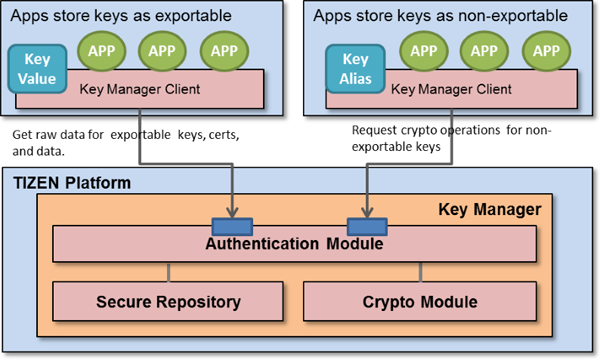 Apps store keys as exportable
Key
Value
APP
APP
APP
Key Manager Client
Apps store keys as non-exportable
Key
Alias
APP
APP
APP
Key Manager Client
Get raw data for exportable keys, certs,
and data.
Request crypto operations for non-
exportable keys
TIZEN Platform
Key Manager
Authentication Module
Secure Repository
Crypto Module